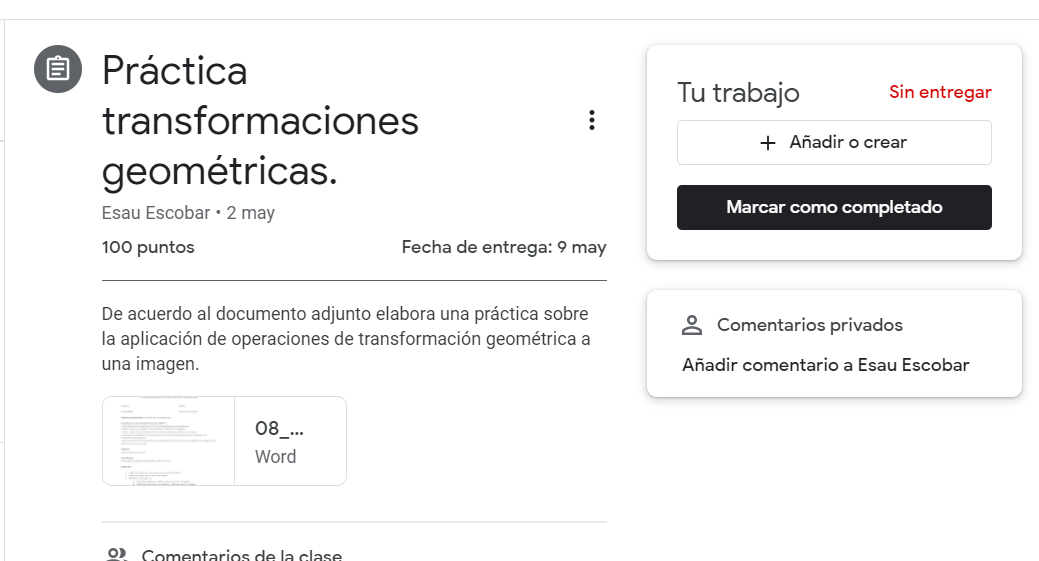 Práctica
transformaciones
geométricas.
Esau Escobar • 2 may
100 puntos
Fecha de entrega: 9 may
De acuerdo al documento adjunto elabora una práctica sobre
la aplicación de operaciones de transformación geométrica a
una imagen.
08_...
Word
Comentarios de la clase
Tu trabajo
Sin entregar
+ Añadir o crear
Marcar como completado
Comentarios privados
Añadir comentario a Esau Escobar